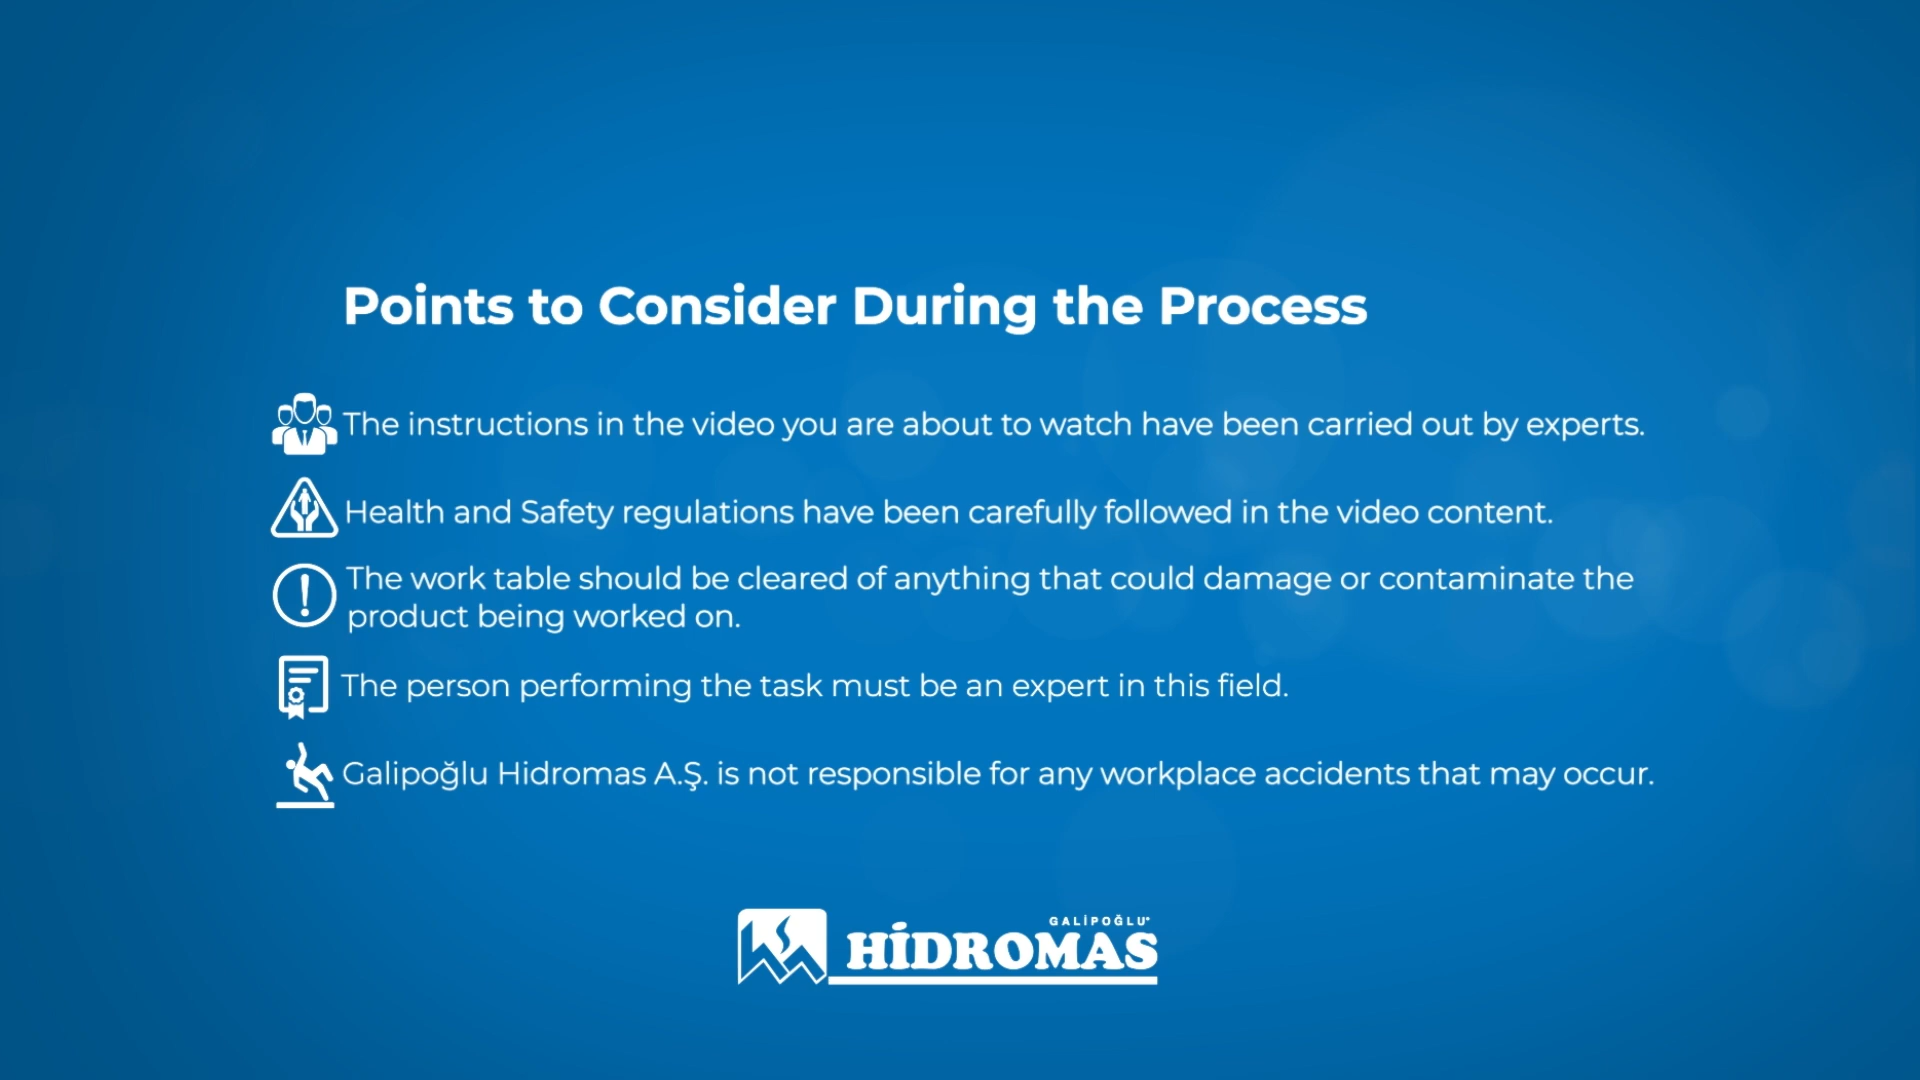 Points to Consider During the Process
The instructions in the video you are about to watch have been carried out by experts.
Health and Safety regulations have been carefully followed in the video content.
The work table should be cleared of anything that could damage or contaminate the
product being worked on.
The person performing the task must be an expert in this field.
Galipoğlu Hidromas A.Ş. is not responsible for any workplace accidents that may occur.
GALİPOĞLU
HİDROMAS